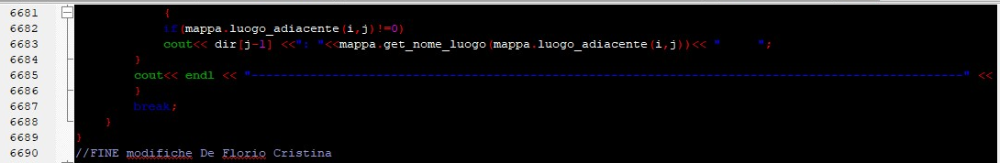 6681 {
6682 if(mappa.luogo_adiacente(i,j)!=0)
6683 cout<< dir[j-1] <<": "<<mappa.get_nome_luogo(mappa.luogo_adiacente(i,j))<< "    ";
6684 }
6685 cout<< endl << "-------------------------------------------------------------------------------------------------" <<
6686 }
6687 break;
6688 }
6689 }
6690 //FINE modifiche De Florio Cristina